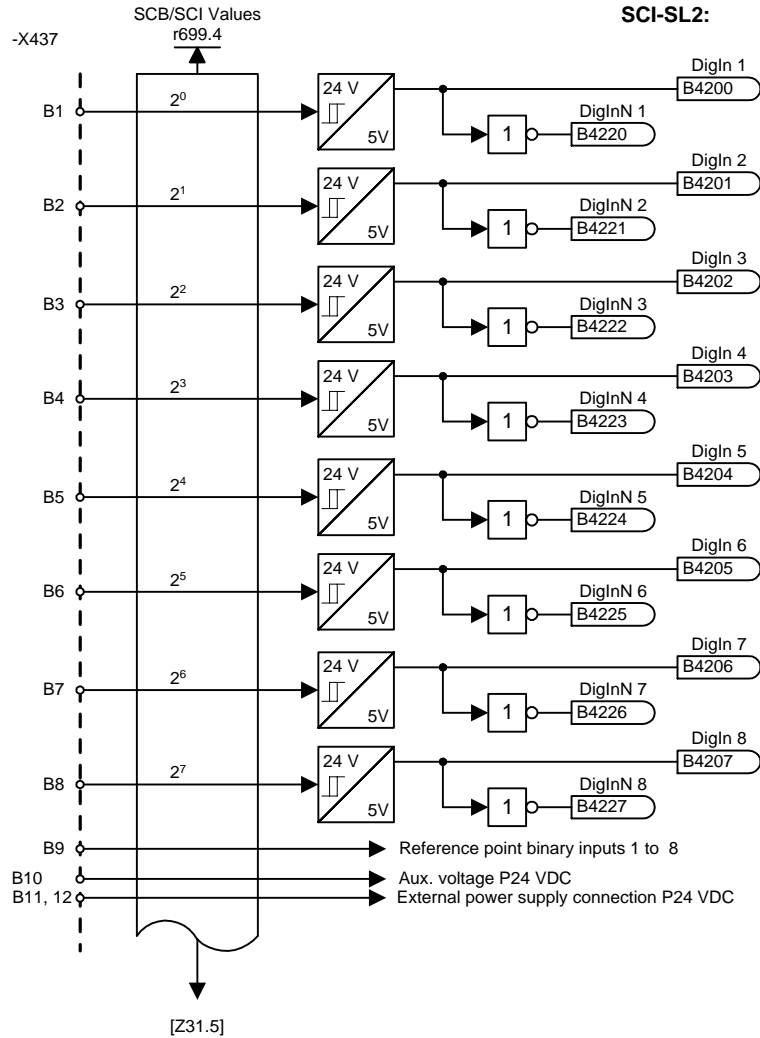 SCB/SCI Values
SCI-SL2:
-X437
r699.4
DigIn 1
B1
2⁰
24 V
5V
B4200
DigInN 1
1
B4220
DigIn 2
B2
2¹
24 V
5V
B4201
DigInN 2
1
B4221
DigIn 3
B3
2²
24 V
5V
B4202
DigInN 3
1
B4222
DigIn 4
B4
2³
24 V
5V
B4203
DigInN 4
1
B4223
DigIn 5
B5
2⁴
24 V
5V
B4204
DigInN 5
1
B4224
DigIn 6
B6
2⁵
24 V
5V
B4205
DigInN 6
1
B4225
DigIn 7
B7
2⁶
24 V
5V
B4206
DigInN 7
1
B4226
DigIn 8
B8
2⁷
24 V
5V
B4207
DigInN 8
1
B4227
B9 Reference point binary inputs 1 to 8
B10 Aux. voltage P24 VDC
B11, 12 External power supply connection P24 VDC
[Z31.5]